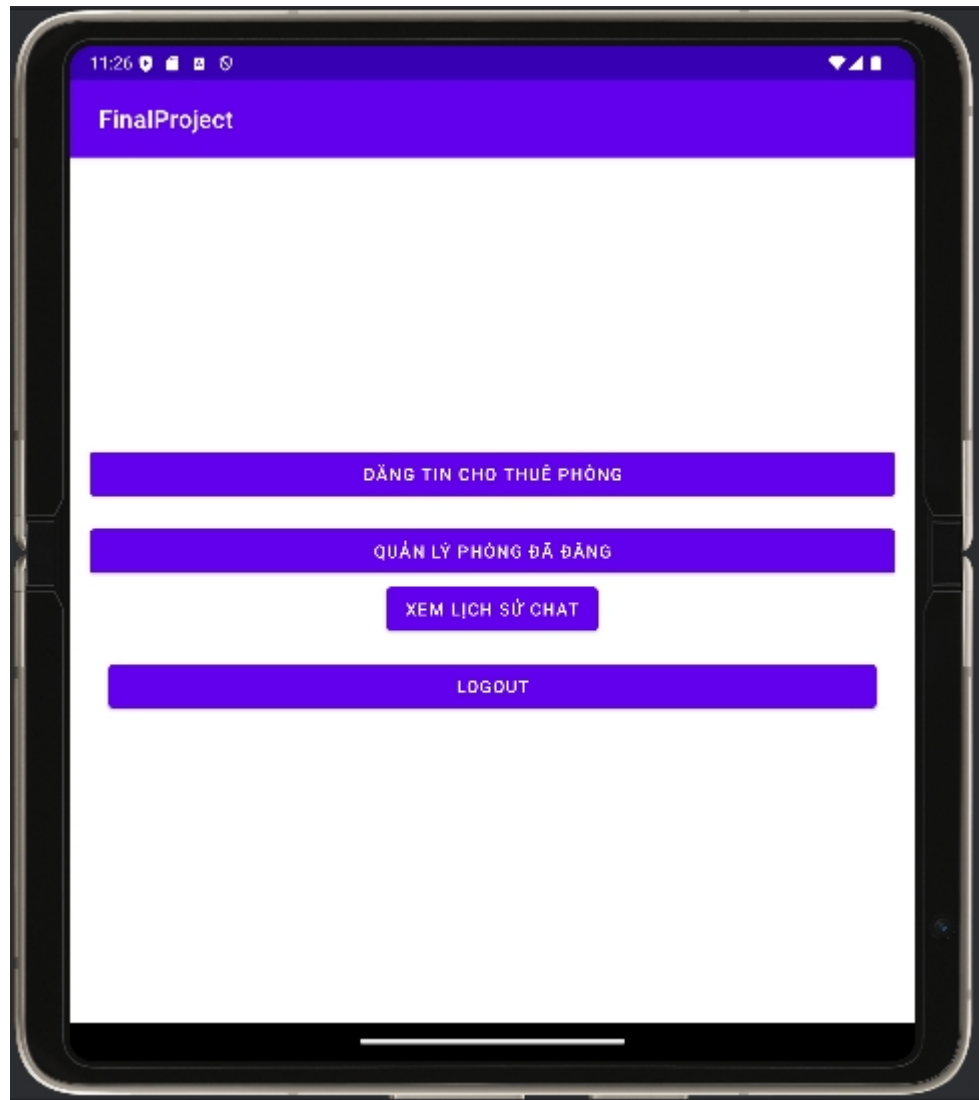 11:26
FinalProject
ĐĂNG TIN CHO THUÊ PHÒNG
QUẢN LÝ PHÒNG ĐÃ ĐĂNG
XEM LỊCH SỬ CHAT
LOGOUT